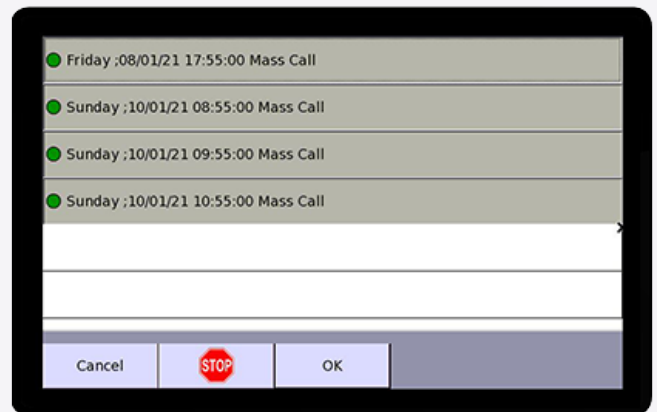 Friday ;08/01/21 17:55:00 Mass Call
Sunday ;10/01/21 08:55:00 Mass Call
Sunday ;10/01/21 09:55:00 Mass Call
Sunday ;10/01/21 10:55:00 Mass Call
Cancel STOP OK